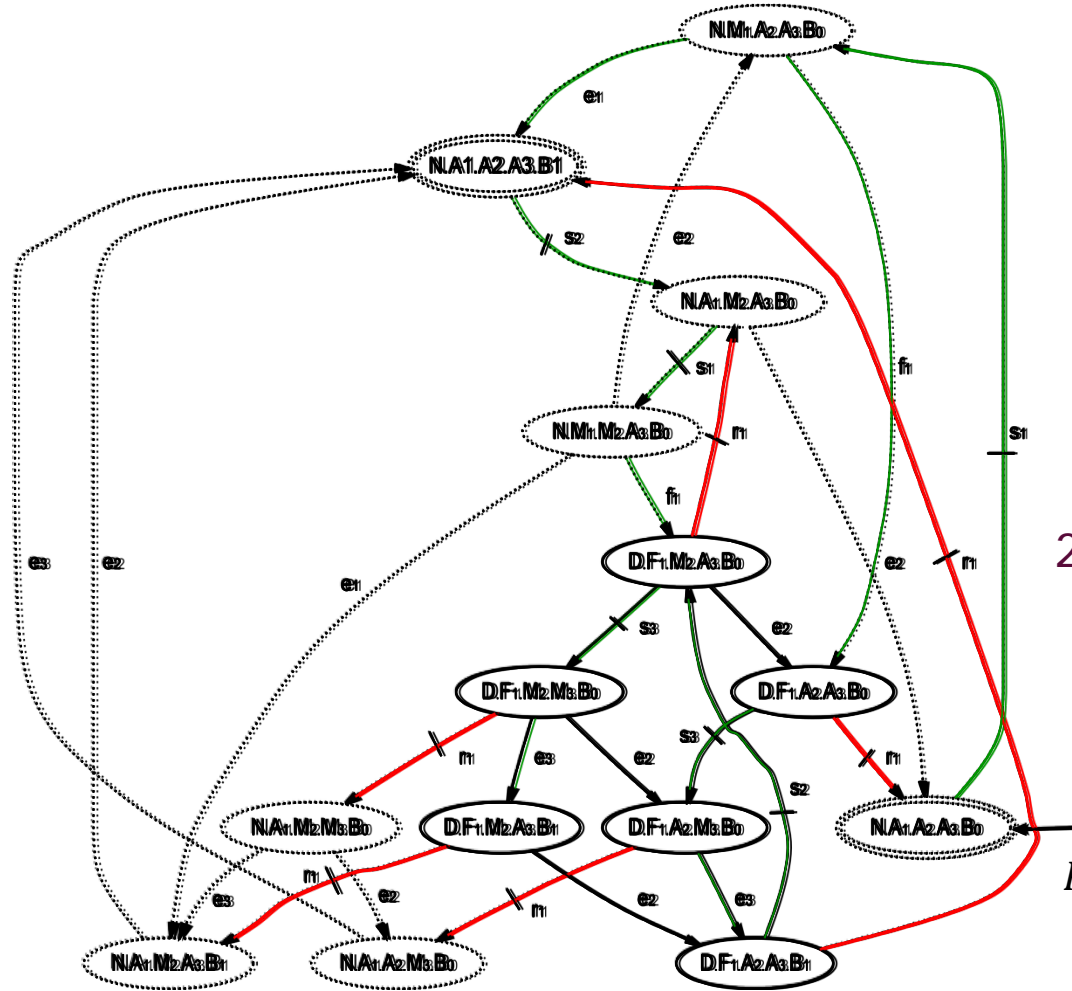 N.M1.A2.A3.B0
e1
N.A1.A2.A3.B1
s2
e2
N.A1.M2.A3.B0
s1
f1
N.M1.M2.A3.B0
r1
s1
f1
D.F1.M2.A3.B0
e3
e2
e1
e2
r1
2
s3
e2
D.F1.M2.M3.B0
D.F1.A2.A3.B0
s3
r1
e3
e2
r1
s2
N.A1.M2.M3.B0
D.F1.M2.A3.B1
D.F1.A2.M3.B0
N.A1.A2.A3.B0
r1
e3
e2
r1
e2
e3
N.A1.M2.A3.B1
N.A1.A2.M3.B0
D.F1.A2.A3.B1